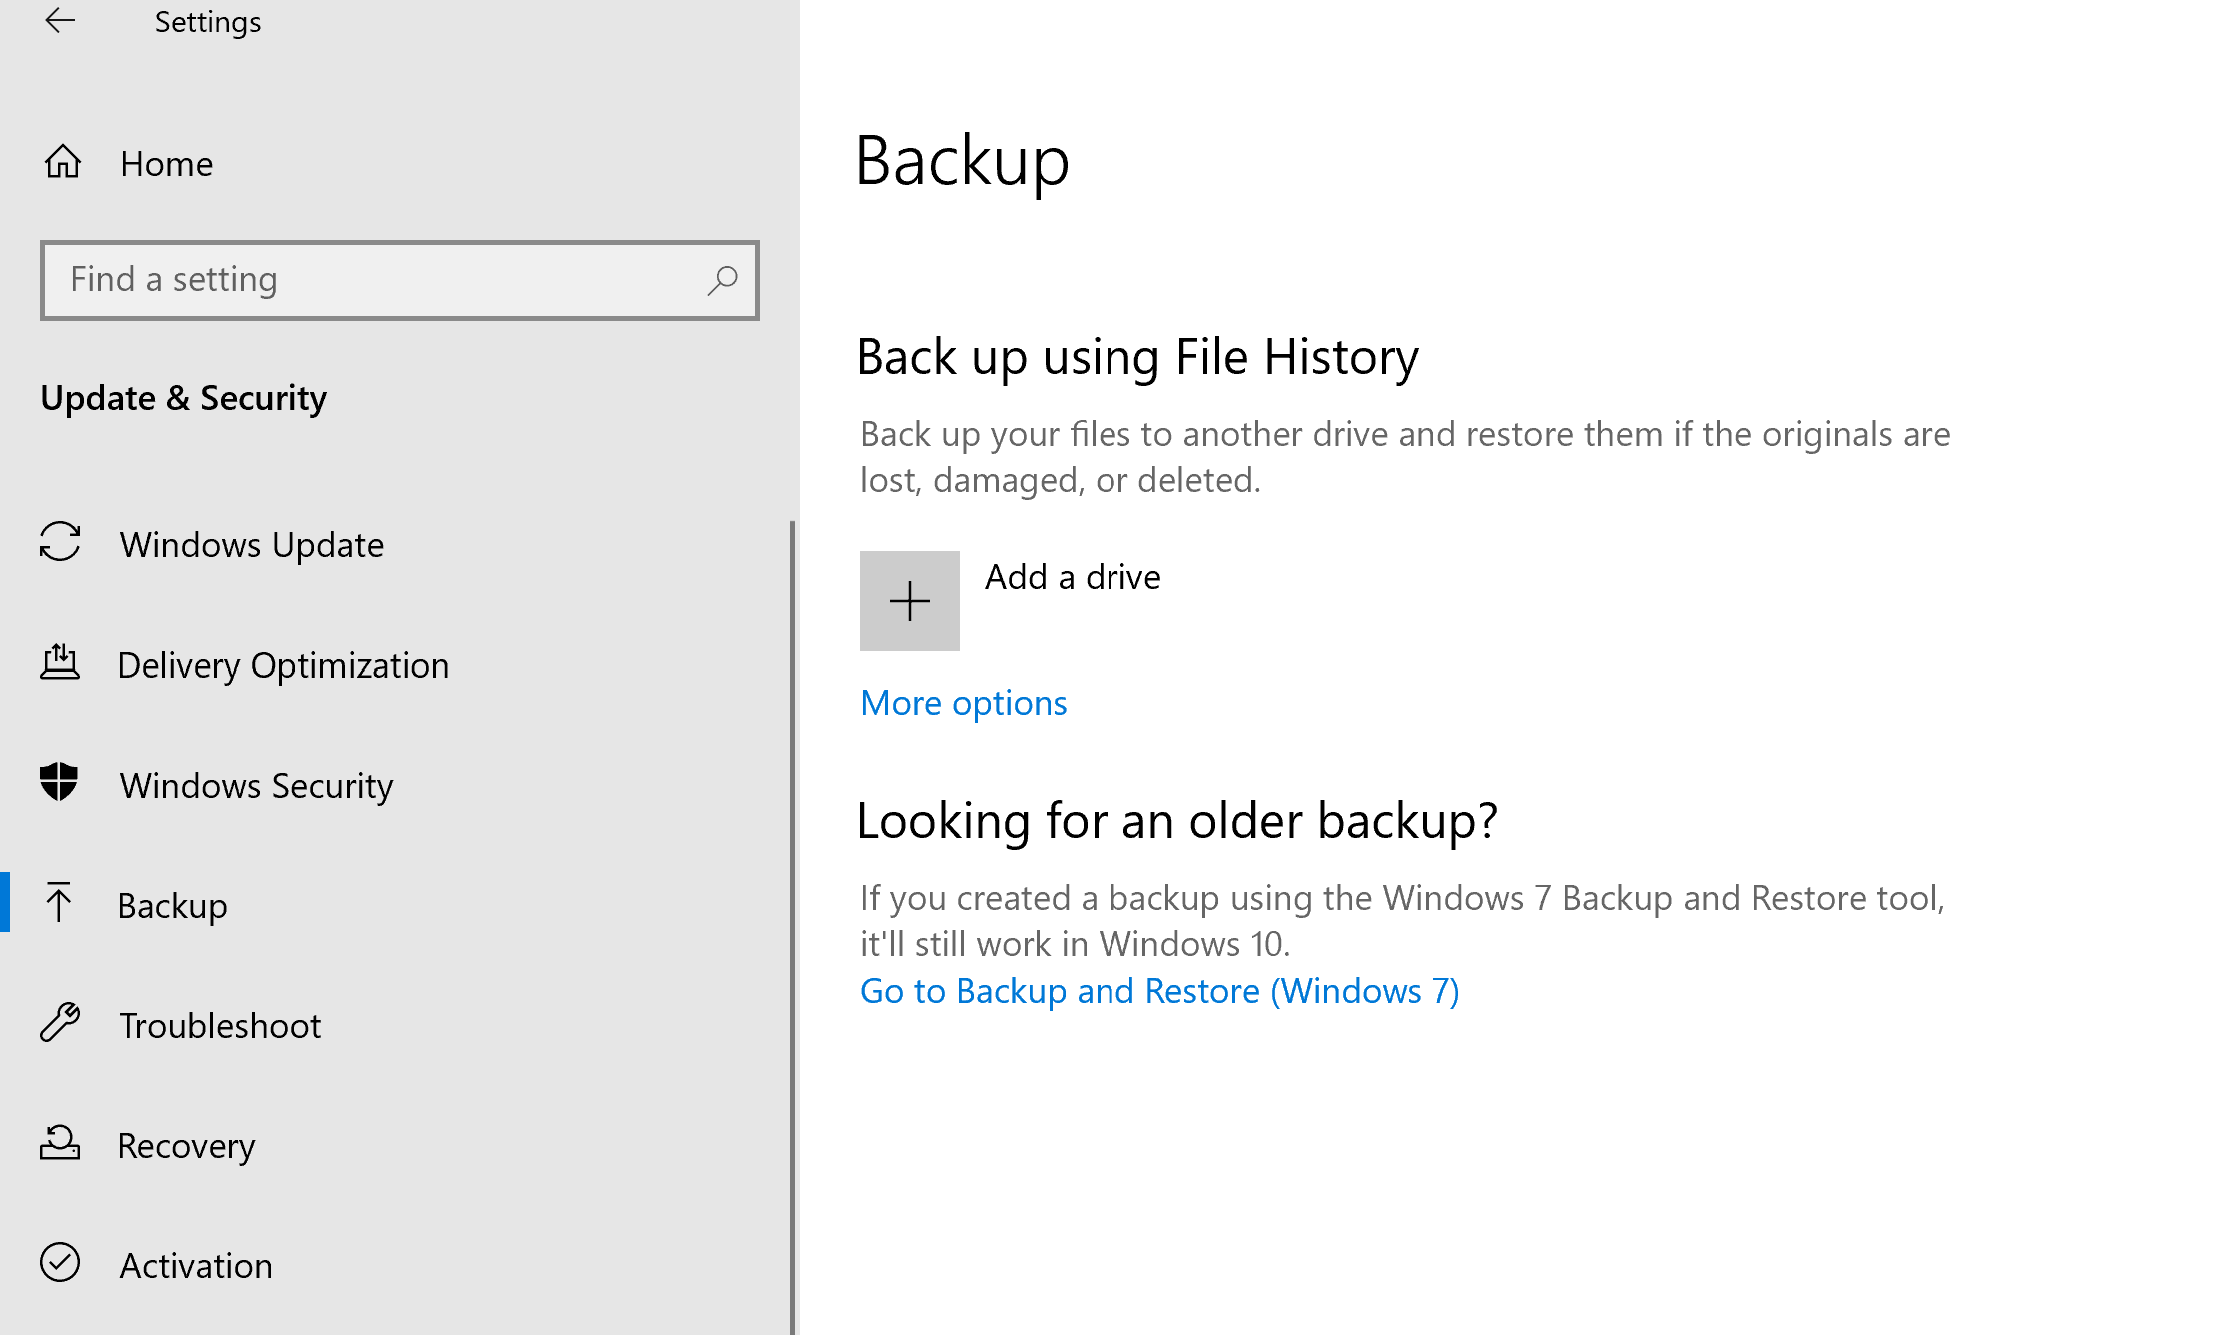 Settings
Home
Find a setting
Update & Security
Windows Update
Delivery Optimization
Windows Security
Backup
Troubleshoot
Recovery
Activation
Backup
Back up using File History
Back up your files to another drive and restore them if the originals are
lost, damaged, or deleted.
Add a drive
More options
Looking for an older backup?
If you created a backup using the Windows 7 Backup and Restore tool,
it'll still work in Windows 10.
Go to Backup and Restore (Windows 7)